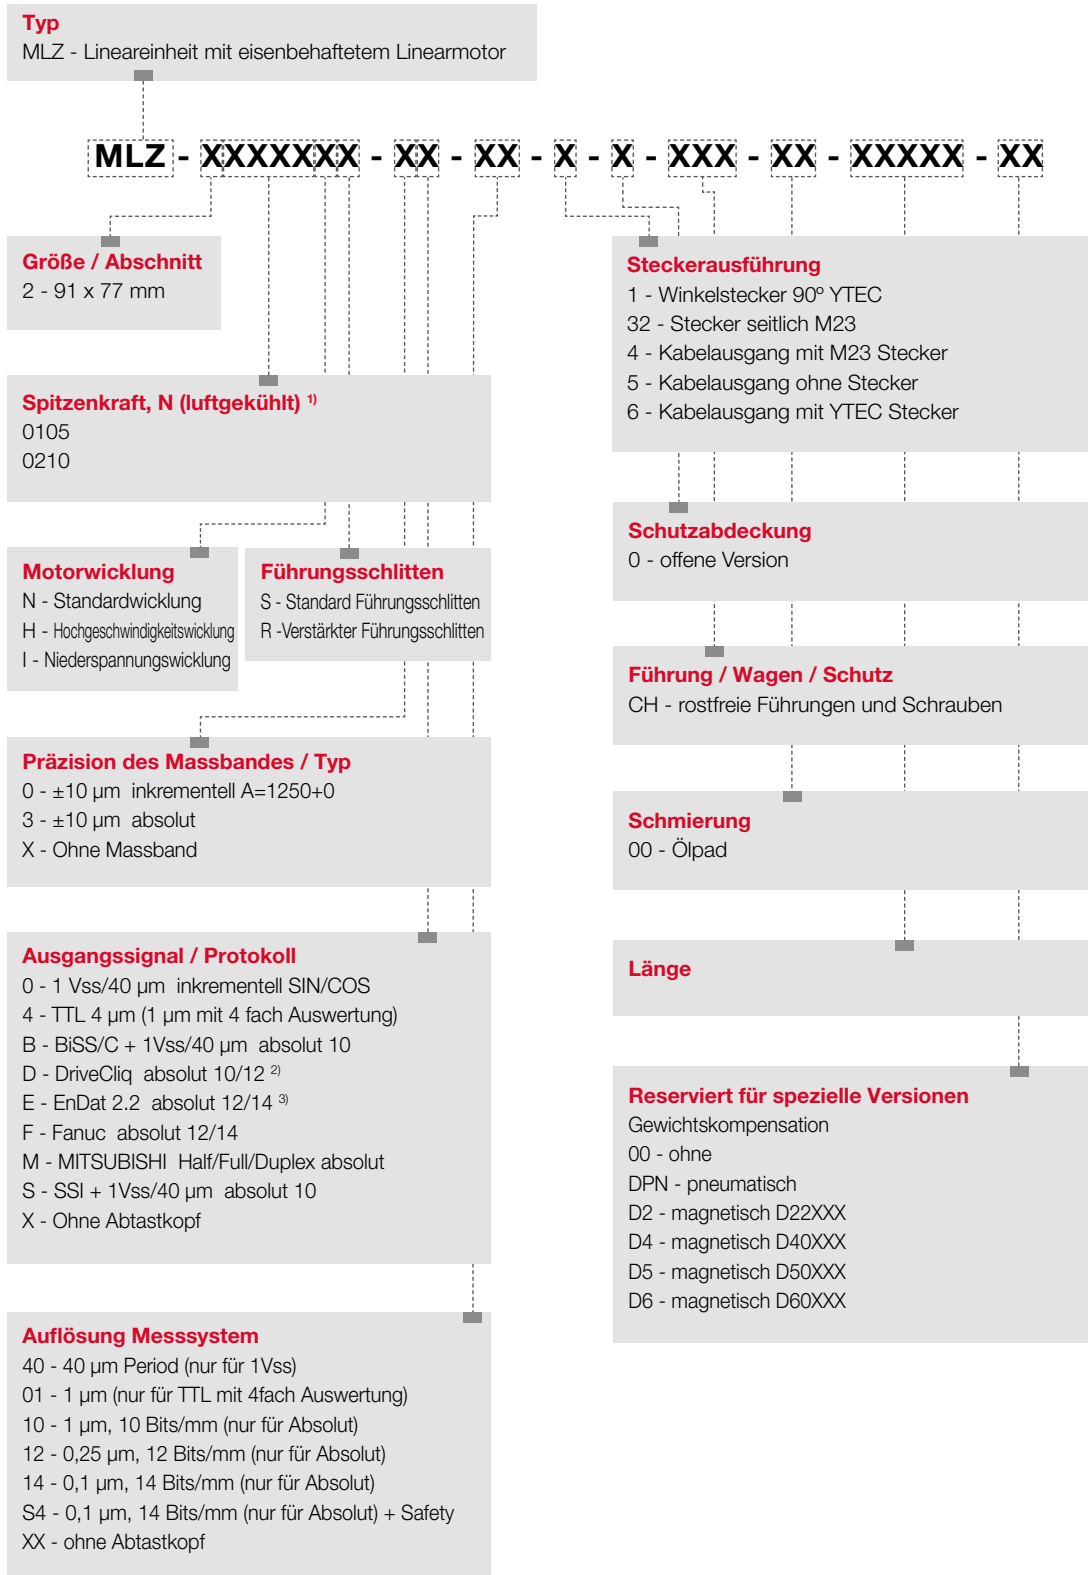 Typ
MLZ - Lineareinheit mit eisenbehaftetem Linearmotor
MLZ - XXXXXXX - XX - XX - X - X - XXX - XX - XXXXX - XX
Größe / Abschnitt
2 - 91 x 77 mm
Spitzenkraft, N (luftgekühlt) 1)
0105
0210
Motorwicklung
N - Standardwicklung
H - Hochgeschwindigkeitswicklung
I - Niederspannungswicklung
Führungsschlitten
S - Standard Führungsschlitten
R -Verstärkter Führungsschlitten
Präzision des Massbandes / Typ
0 - ±10 µm inkrementell A=1250+0
3 - ±10 µm absolut
X - Ohne Massband
Ausgangssignal / Protokoll
0 - 1 Vss/40 µm inkrementell SIN/COS
4 - TTL 4 µm (1 µm mit 4 fach Auswertung)
B - BiSS/C + 1Vss/40 µm absolut 10
D - DriveCliq absolut 10/12 2)
E - EnDat 2.2 absolut 12/14 3)
F - Fanuc absolut 12/14
M - MITSUBISHI Half/Full/Duplex absolut
S - SSI + 1Vss/40 µm absolut 10
X - Ohne Abtastkopf
Auflösung Messsystem
40 - 40 µm Period (nur für 1Vss)
01 - 1 µm (nur für TTL mit 4fach Auswertung)
10 - 1 µm, 10 Bits/mm (nur für Absolut)
12 - 0,25 µm, 12 Bits/mm (nur für Absolut)
14 - 0,1 µm, 14 Bits/mm (nur für Absolut)
S4 - 0,1 µm, 14 Bits/mm (nur für Absolut) + Safety
XX - ohne Abtastkopf
Steckerausführung
1 - Winkelstecker 90º YTEC
32 - Stecker seitlich M23
4 - Kabelausgang mit M23 Stecker
5 - Kabelausgang ohne Stecker
6 - Kabelausgang mit YTEC Stecker
Schutzabdeckung
0 - offene Version
Führung / Wagen / Schutz
CH - rostfreie Führungen und Schrauben
Schmierung
00 - Ölpad
Länge
Reserviert für spezielle Versionen
Gewichtskompensation
00 - ohne
DPN - pneumatisch
D2 - magnetisch D22XXX
D4 - magnetisch D40XXX
D5 - magnetisch D50XXX
D6 - magnetisch D60XXX